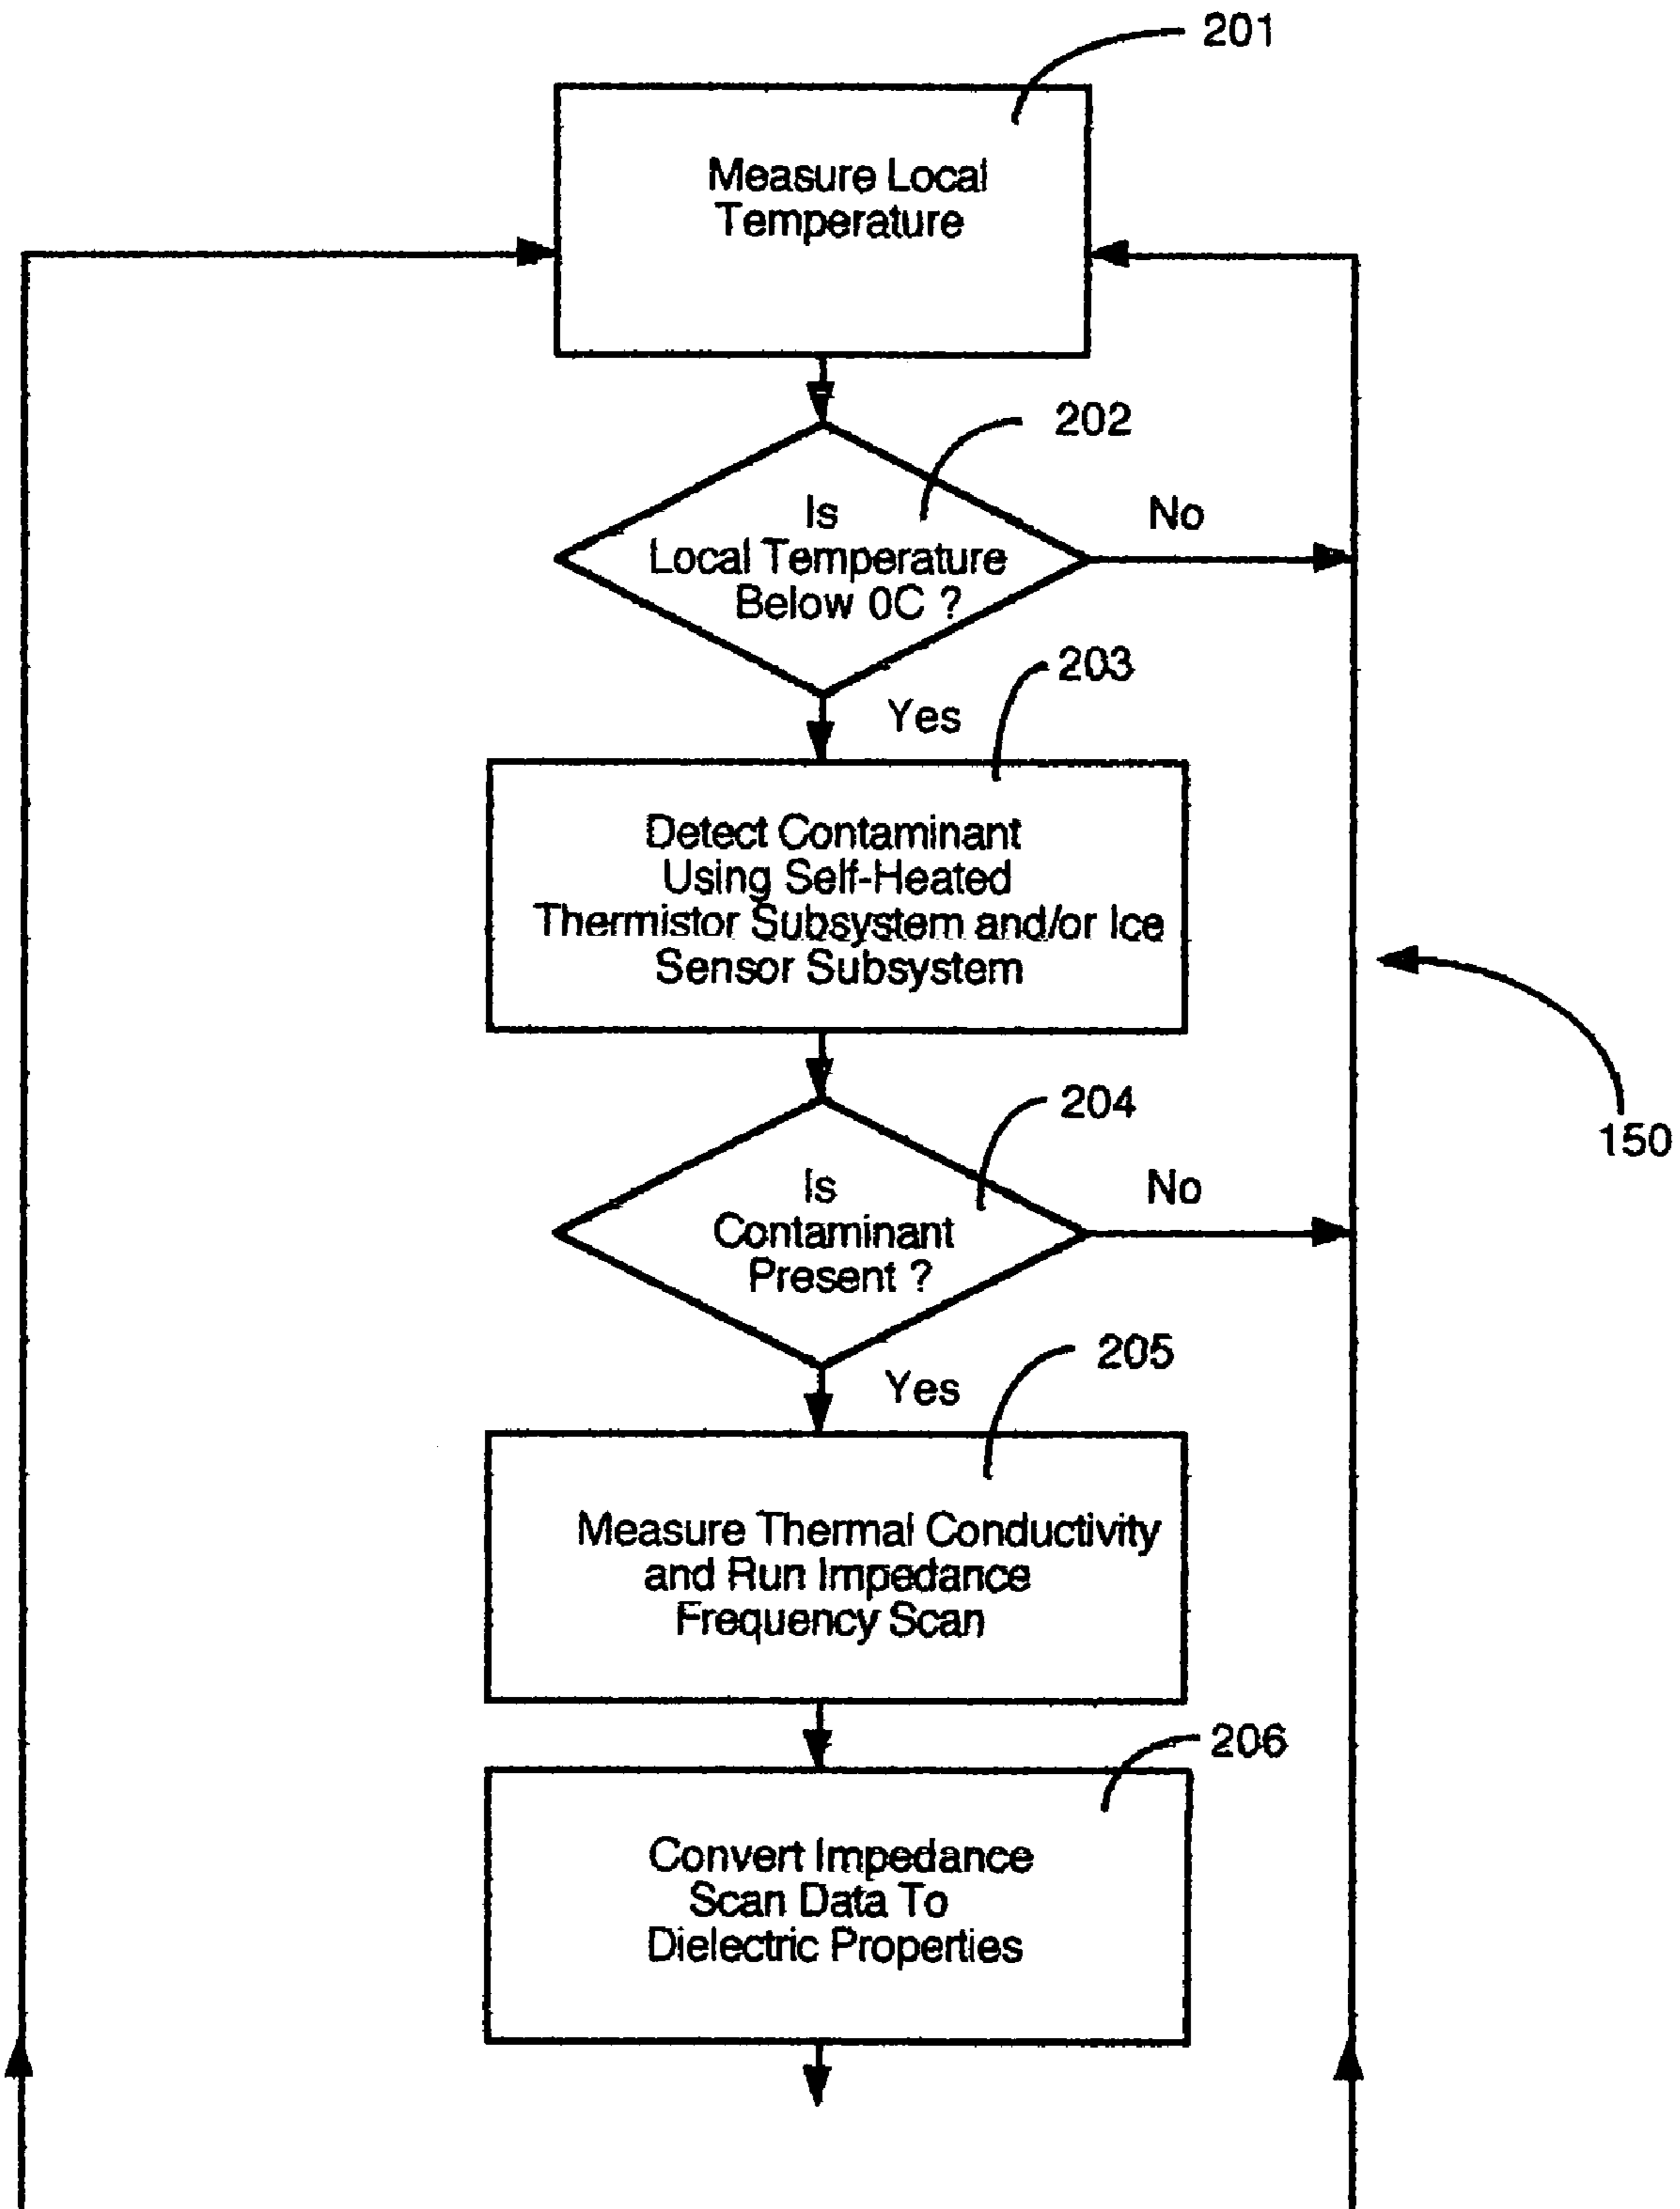 201
Measure Local
Temperature
202
Is
Local Temperature
Below 0C ?
No
203
Yes
Detect Contaminant
Using Self-Heated
Thermistor Subsystem and/or Ice
Sensor Subsystem
150
204
Is
Contaminant
Present ?
No
205
Yes
Measure Thermal Conductivity
and Run Impedance
Frequency Scan
206
Convert Impedance
Scan Data To
Dielectric Properties